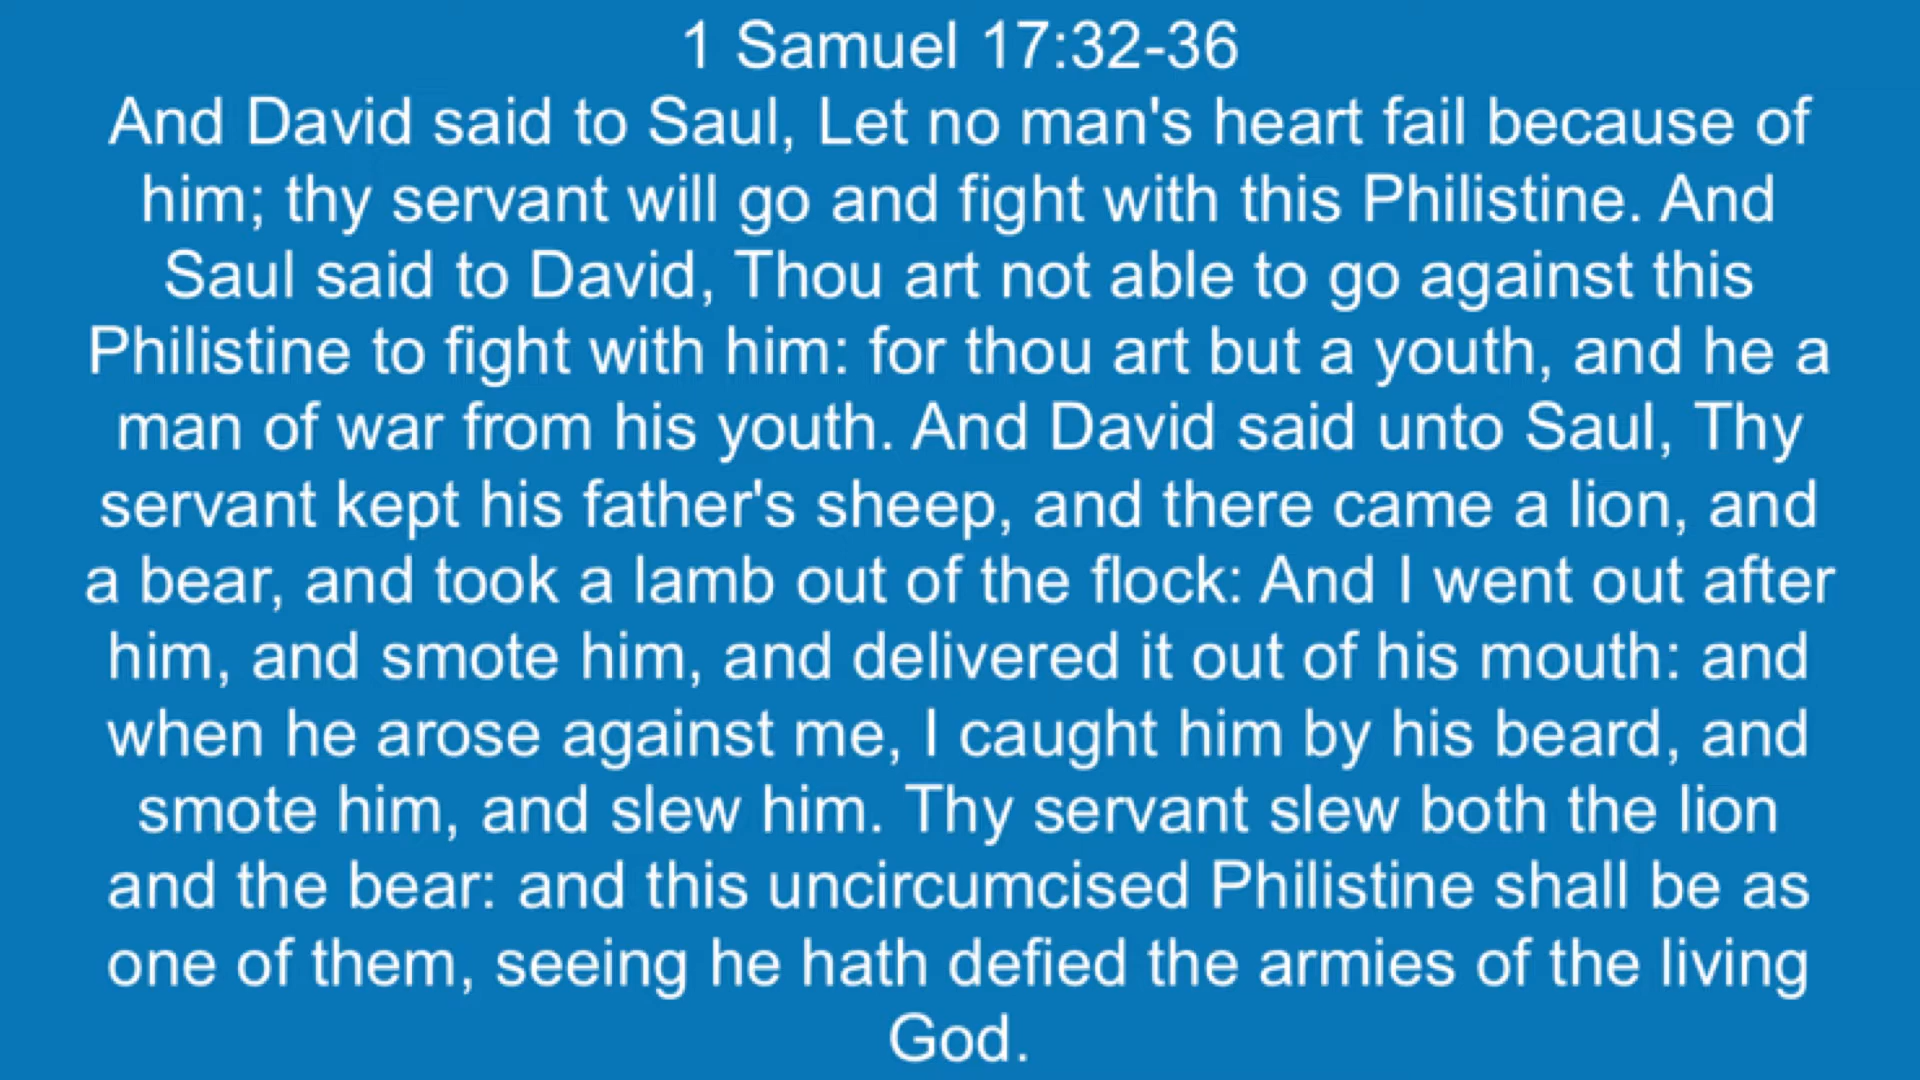 1 Samuel 17:32-36
And David said to Saul, Let no man's heart fail because of
him; thy servant will go and fight with this Philistine. And
Saul said to David, Thou art not able to go against this
Philistine to fight with him: for thou art but a youth, and he a
man of war from his youth. And David said unto Saul, Thy
servant kept his father's sheep, and there came a lion, and
a bear, and took a lamb out of the flock: And I went out after
him, and smote him, and delivered it out of his mouth: and
when he arose against me, I caught him by his beard, and
smote him, and slew him. Thy servant slew both the lion
and the bear: and this uncircumcised Philistine shall be as
one of them, seeing he hath defied the armies of the living
God.